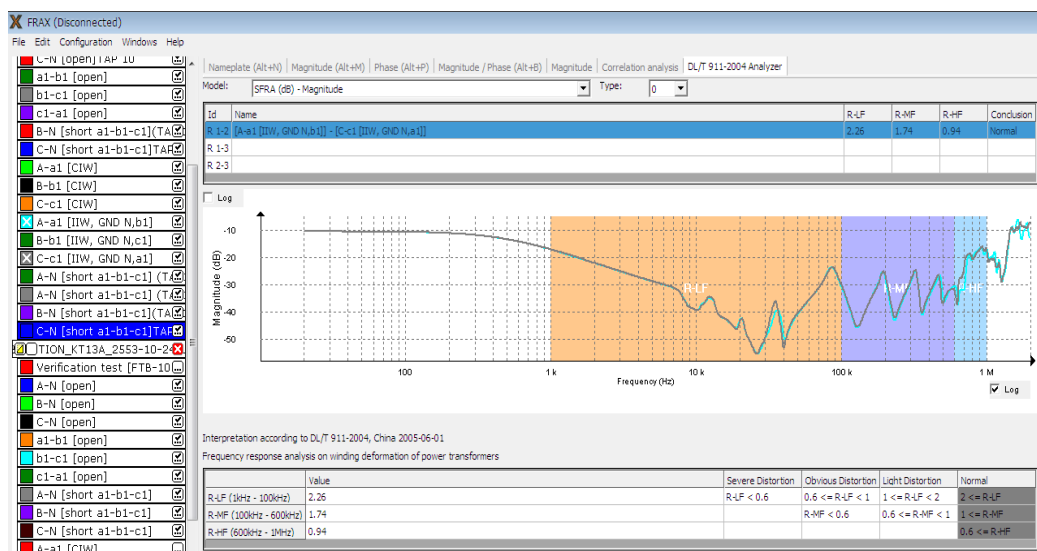 FRAX (Disconnected)
File Edit Configuration Windows Help
C-N [open]TAP 10
a1-b1 [open]
b1-c1 [open]
c1-a1 [open]
B-N [short a1-b1-c1](TA
C-N [short a1-b1-c1]TAP
A-a1 [CIW]
B-b1 [CIW]
C-c1 [CIW]
A-a1 [IIW, GND N,b1]
B-b1 [IIW, GND N,c1]
C-c1 [IIW, GND N,a1]
A-N [short a1-b1-c1] (TA
A-N [short a1-b1-c1] (TA
B-N [short a1-b1-c1](TA
C-N [short a1-b1-c1]TAP
TION_KT13A_2553-10-24
Verification test [FTB-10
A-N [open]
B-N [open]
C-N [open]
a1-b1 [open]
b1-c1 [open]
c1-a1 [open]
A-N [short a1-b1-c1]
B-N [short a1-b1-c1]
C-N [short a1-b1-c1]
A-a1 [CIW]
Nameplate (Alt+N) Magnitude (Alt+M) Phase (Alt+P) Magnitude / Phase (Alt+B) Magnitude Correlation analysis DL/T 911-2004 Analyzer
Model: SFRA (dB) - Magnitude Type: 0
Id Name R-LF R-MF R-HF Conclusion
R 1-2 [A-a1 [IIW, GND N,b1]] - [C-c1 [IIW, GND N,a1]] 2.26 1.74 0.94 Normal
R 1-3
R 2-3
Log
Magnitude (dB)
-10
-20
-30
-40
-50
R-LF R-MF R-HF
100 1 k 10 k 100 k 1 M
Frequency (Hz)
Log
Interpretation according to DL/T 911-2004, China 2005-06-01
Frequency response analysis on winding deformation of power transformers
Value Severe Distortion Obvious Distortion Light Distortion Normal
R-LF (1kHz - 100kHz) 2.26 R-LF < 0.6 0.6 <= R-LF < 1 1 <= R-LF < 2 2 <= R-LF
R-MF (100kHz - 600kHz) 1.74 R-MF < 0.6 0.6 <= R-MF < 1 1 <= R-MF
R-HF (600kHz - 1MHz) 0.94 0.6 <= R-HF